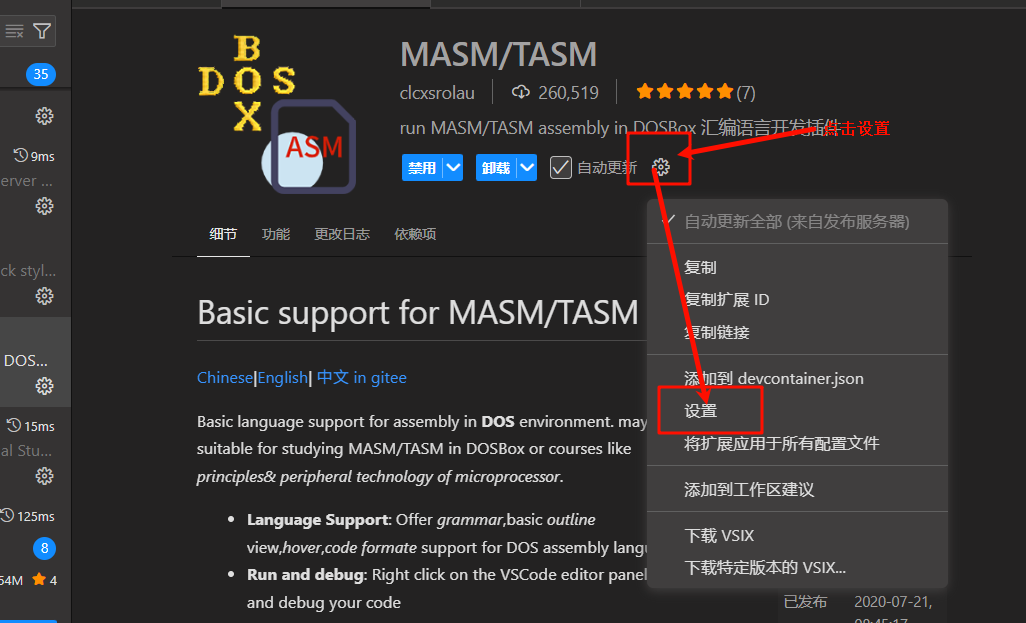 35
9ms
erver ...
ck styl...
DOS...
15ms
al Stu...
125ms
8
54M 4
BOX
DOS
ASM
MASM/TASM
clcxsrolau 260,519 (7)
run MASM/TASM assembly in DOSBox 汇编语言开发插件
点击设置
禁用 卸载 自动更新
细节 功能 更改日志 依赖项
Basic support for MASM/TASM
Chinese|English| 中文 in gitee
Basic language support for assembly in DOS environment. may
suitable for studying MASM/TASM in DOSBox or courses like
principles& peripheral technology of microprocessor.
• Language Support: Offer grammar,basic outline
view,hover,code formate support for DOS assembly langu
• Run and debug: Right click on the VSCode editor panel
and debug your code
自动更新全部 (来自发布服务器)
复制
复制扩展 ID
复制链接
添加到 devcontainer.json
设置
将扩展应用于所有配置文件
添加到工作区建议
下载 VSIX
下载特定版本的 VSIX...
已发布 2020-07-21,